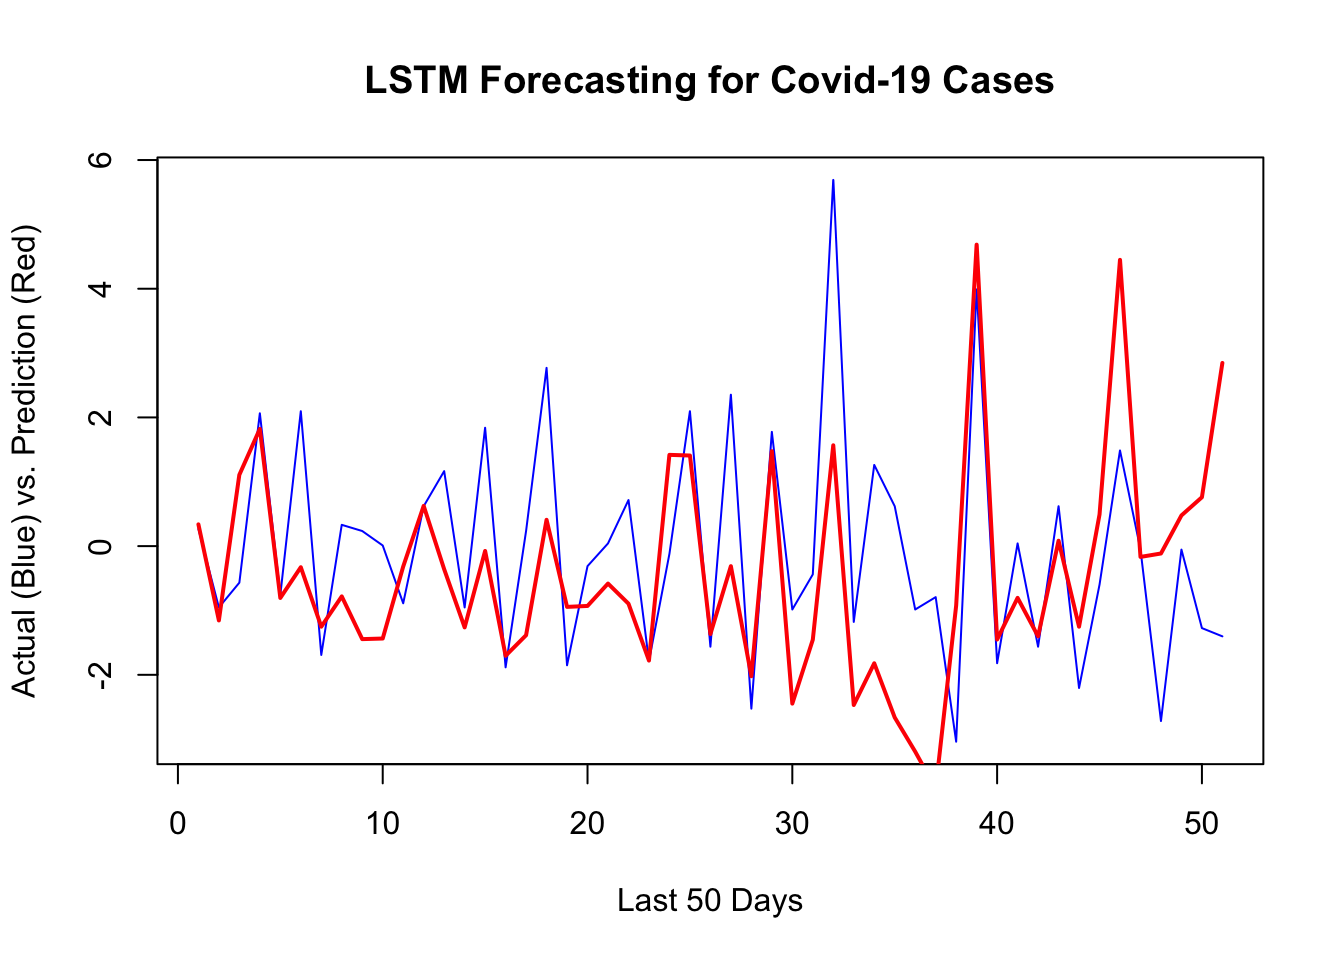 LSTM Forecasting for Covid-19 Cases
Actual (Blue) vs. Prediction (Red)
6
4
2
0
-2
0 10 20 30 40 50
Last 50 Days